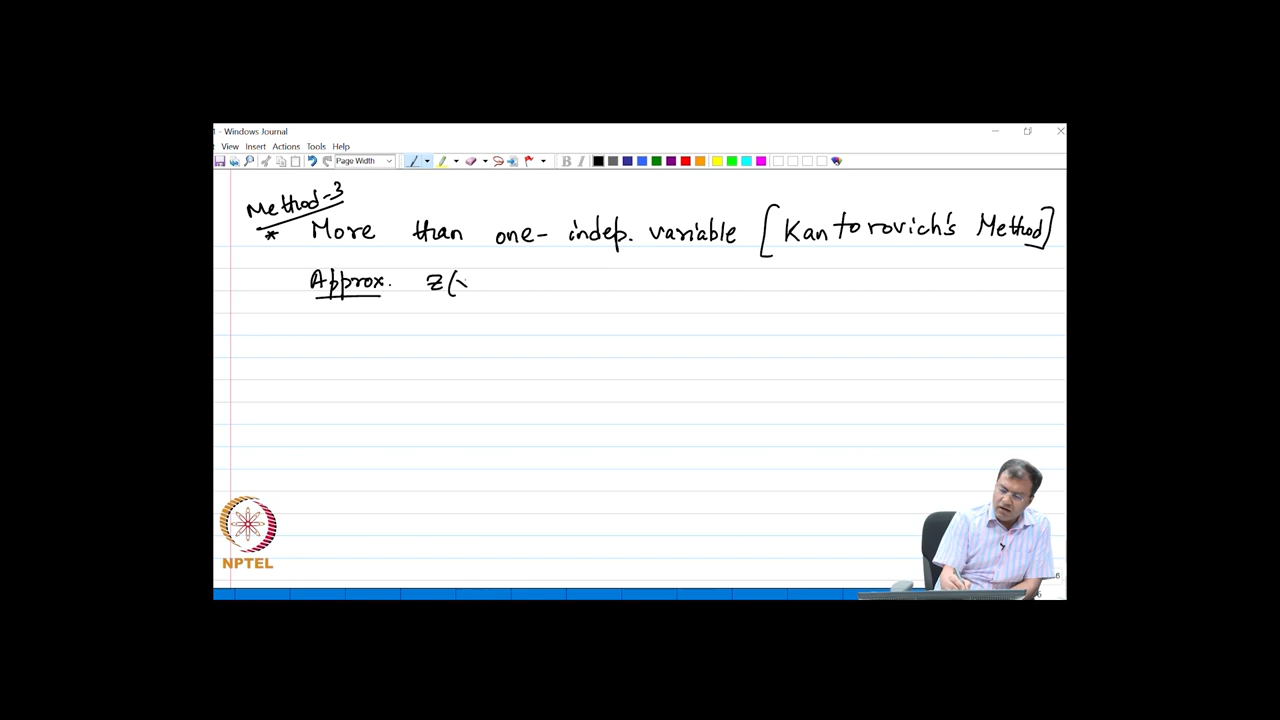 - Windows Journal
View Insert Actions Tools Help
Page Width
B I
Method-3
* More than one- indep. variable [Kantorovich's Method]
Approx. z(
NPTEL